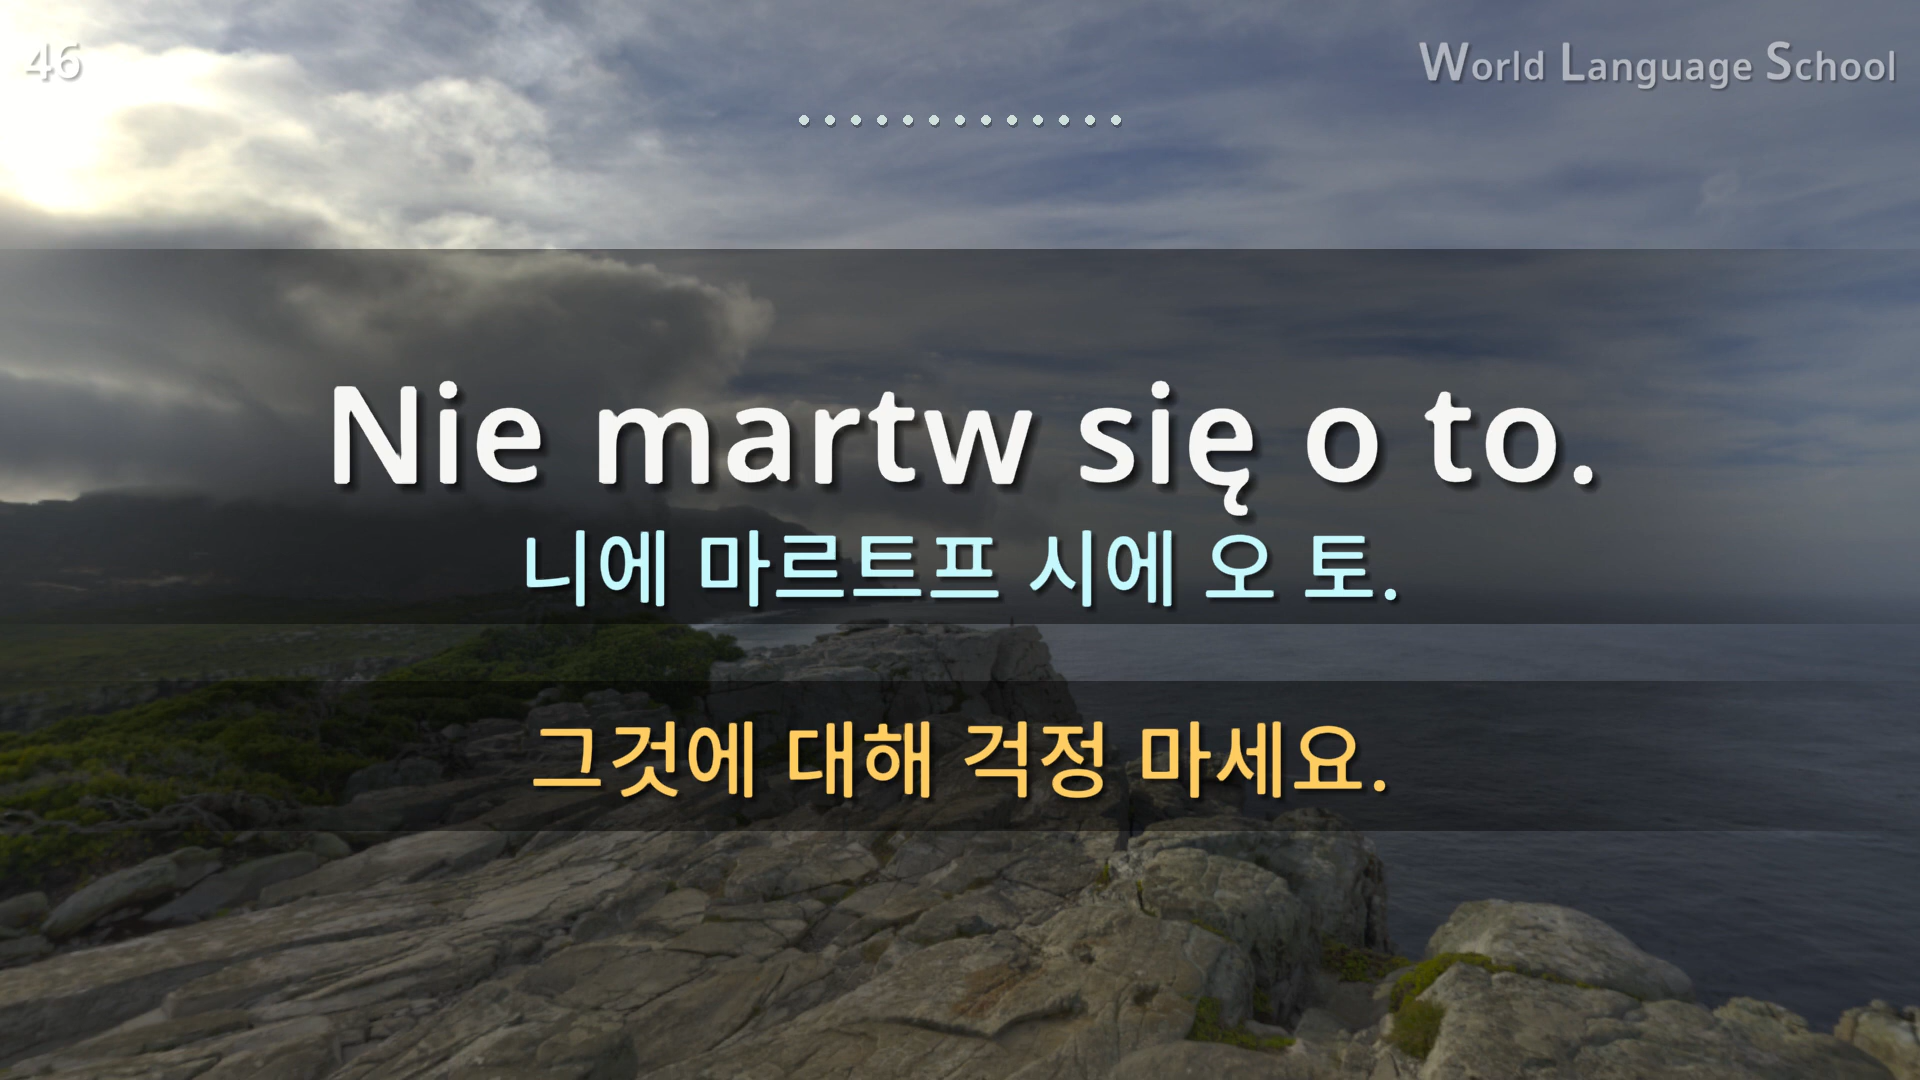 46
World Language School
Nie martw się o to.
니에 마르트프 시에 오 토.
그것에 대해 걱정 마세요.